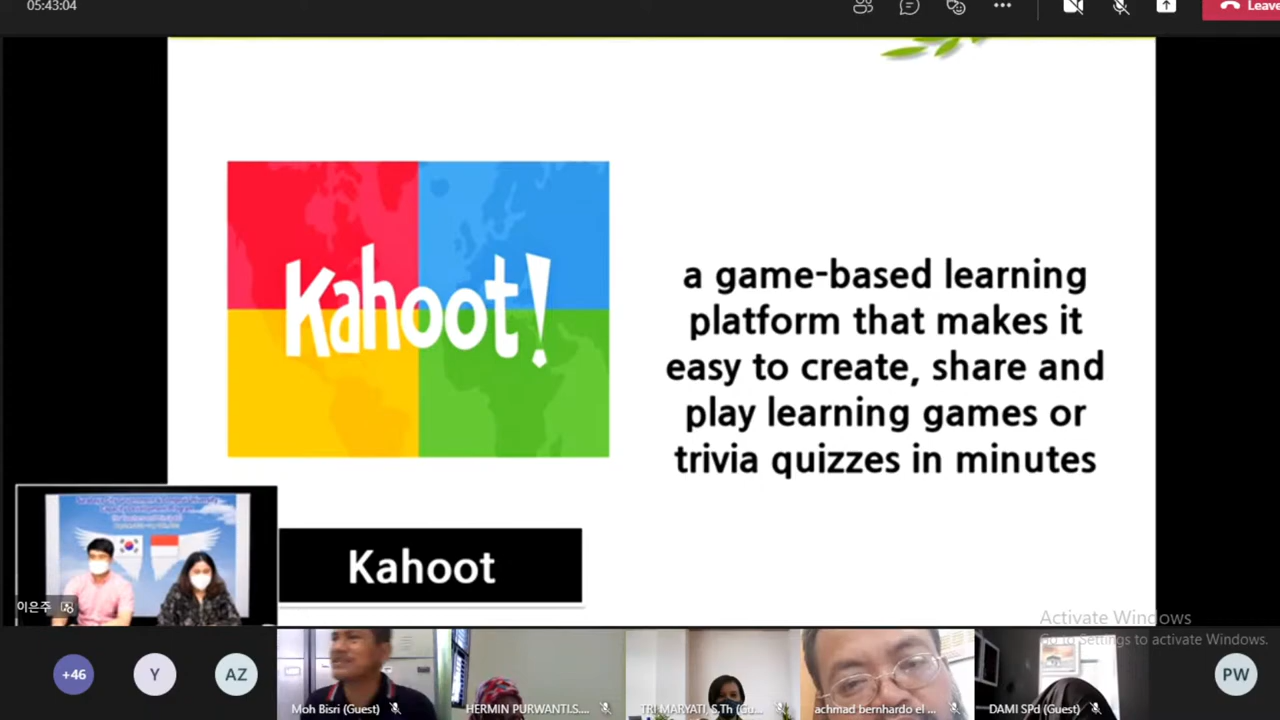 05:43:04
Leave
Kahoot!
a game-based learning
platform that makes it
easy to create, share and
play learning games or
trivia quizzes in minutes
Kahoot
이은주
Activate Windows
Go to Settings to activate Windows.
+46
Y
AZ
Moh Bisri (Guest)
HERMIN PURWANTI.S....
TRI MARYATI, S.Th (Gu...
achmad bernhardo el ...
DAMI SPd (Guest)
PW